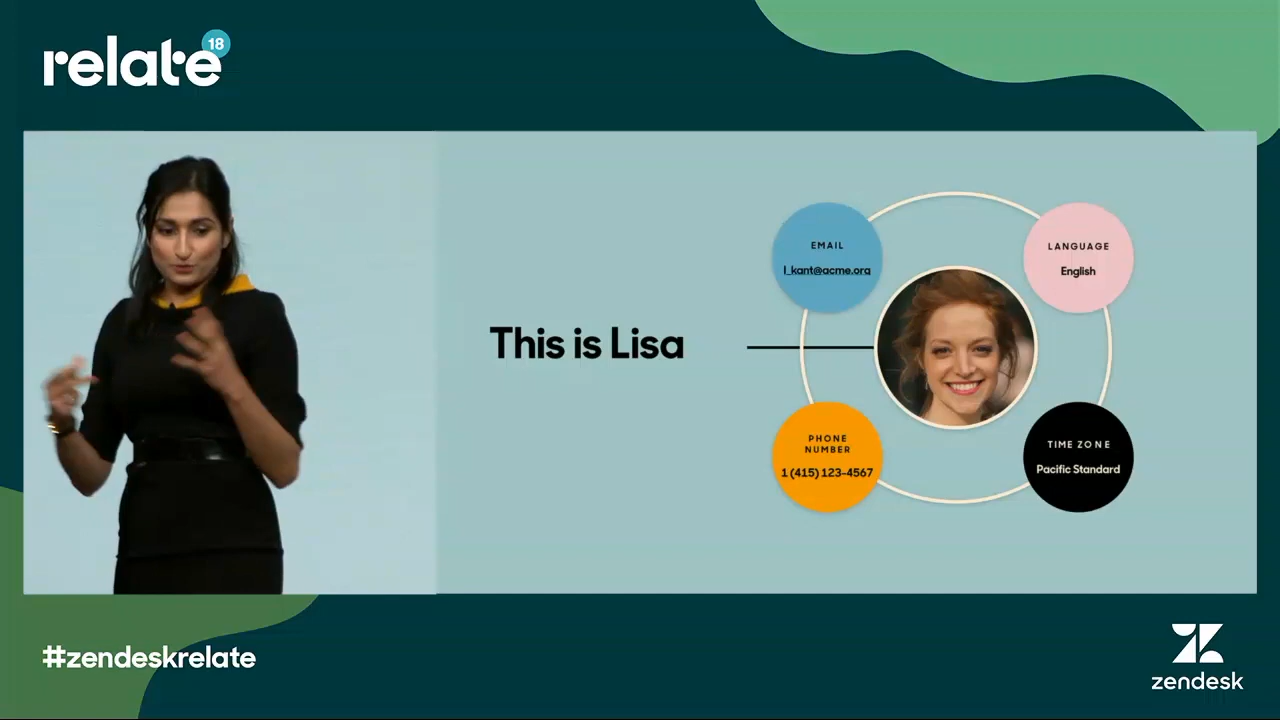 relate 18
EMAIL
l_kant@acme.org
LANGUAGE
English
This is Lisa
PHONE
NUMBER
1 (415) 123-4567
TIME ZONE
Pacific Standard
#zendeskrelate
zendesk